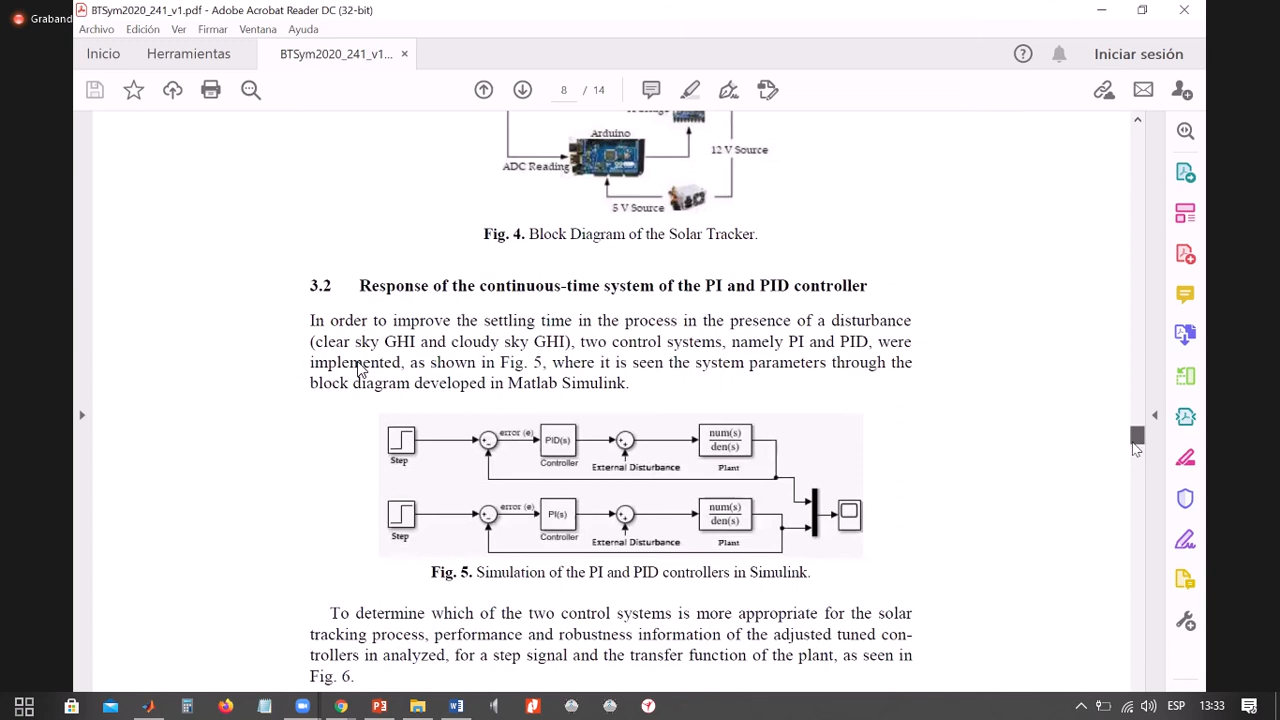 Graband
BTSym2020_241_v1.pdf - Adobe Acrobat Reader DC (32-bit)
Archivo Edición Ver Firmar Ventana Ayuda
Inicio Herramientas BTSym2020_241_v1... × Iniciar sesión
8 / 14
Arduino
ADC Reading
12 V Source
5 V Source
Fig. 4. Block Diagram of the Solar Tracker.
3.2 Response of the continuous-time system of the PI and PID controller
In order to improve the settling time in the process in the presence of a disturbance
(clear sky GHI and cloudy sky GHI), two control systems, namely PI and PID, were
implemented, as shown in Fig. 5, where it is seen the system parameters through the
block diagram developed in Matlab Simulink.
Step
error (e)
PID(s)
Controller
External Disturbance
num(s)
den(s)
Plant
Step
error (e)
PI(s)
Controller
External Disturbance
num(s)
den(s)
Plant
Fig. 5. Simulation of the PI and PID controllers in Simulink.
To determine which of the two control systems is more appropriate for the solar
tracking process, performance and robustness information of the adjusted tuned con-
trollers in analyzed, for a step signal and the transfer function of the plant, as seen in
Fig. 6.
ESP 13:33